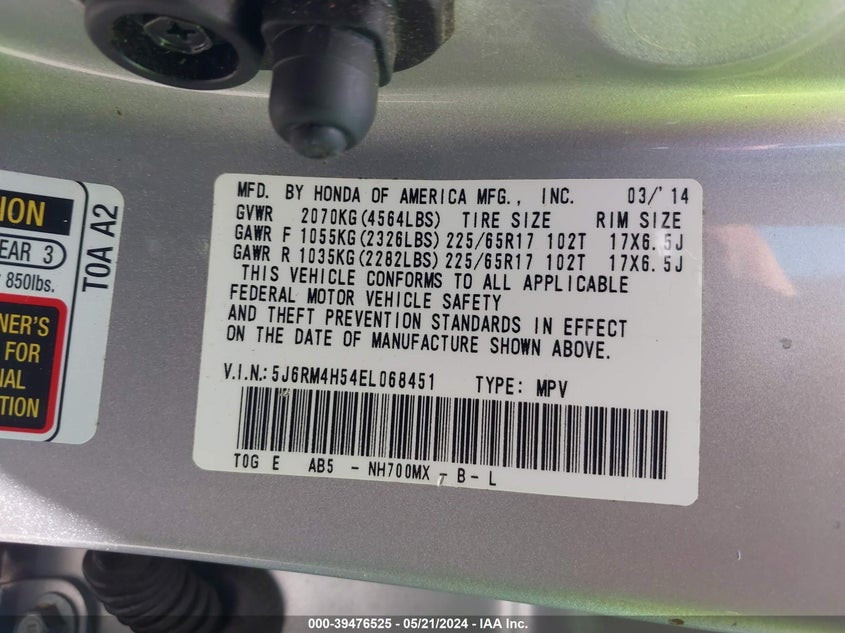 MFD. BY HONDA OF AMERICA MFG., INC. 03/'14
GVWR 2070KG(4564LBS) TIRE SIZE RIM SIZE
GAWR F 1055KG(2326LBS) 225/65R17 102T 17X6.5J
GAWR R 1035KG(2282LBS) 225/65R17 102T 17X6.5J
THIS VEHICLE CONFORMS TO ALL APPLICABLE
FEDERAL MOTOR VEHICLE SAFETY
AND THEFT PREVENTION STANDARDS IN EFFECT
ON THE DATE OF MANUFACTURE SHOWN ABOVE.
V.I.N.: 5J6RM4H54EL068451 TYPE: MPV
T0G E AB5 - NH700MX - B - L
ION
EAR 3
850lbs.
NER'S
FOR
NAL
TION
T0A A2
000-39476525 - 05/21/2024 - IAA Inc.